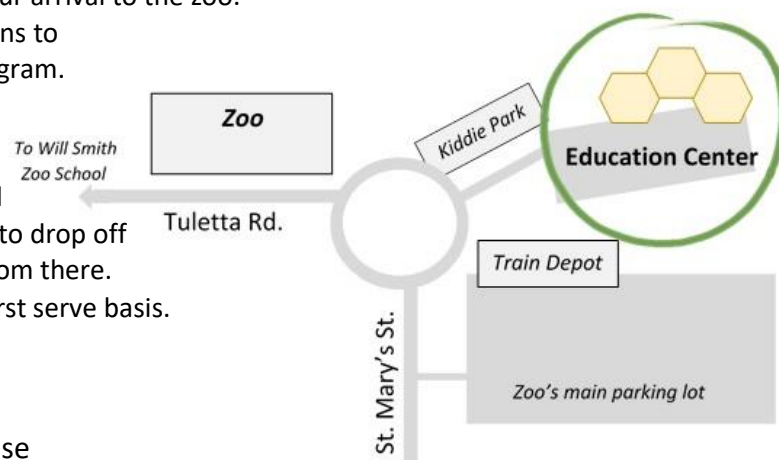 ur arrival to the zoo.
ns to
gram.
Zoo
To Will Smith
Zoo School
Kiddie Park
Education Center
Tuletta Rd.
to drop off
om there.
rst serve basis.
Train Depot
St. Mary's St.
Zoo's main parking lot
se